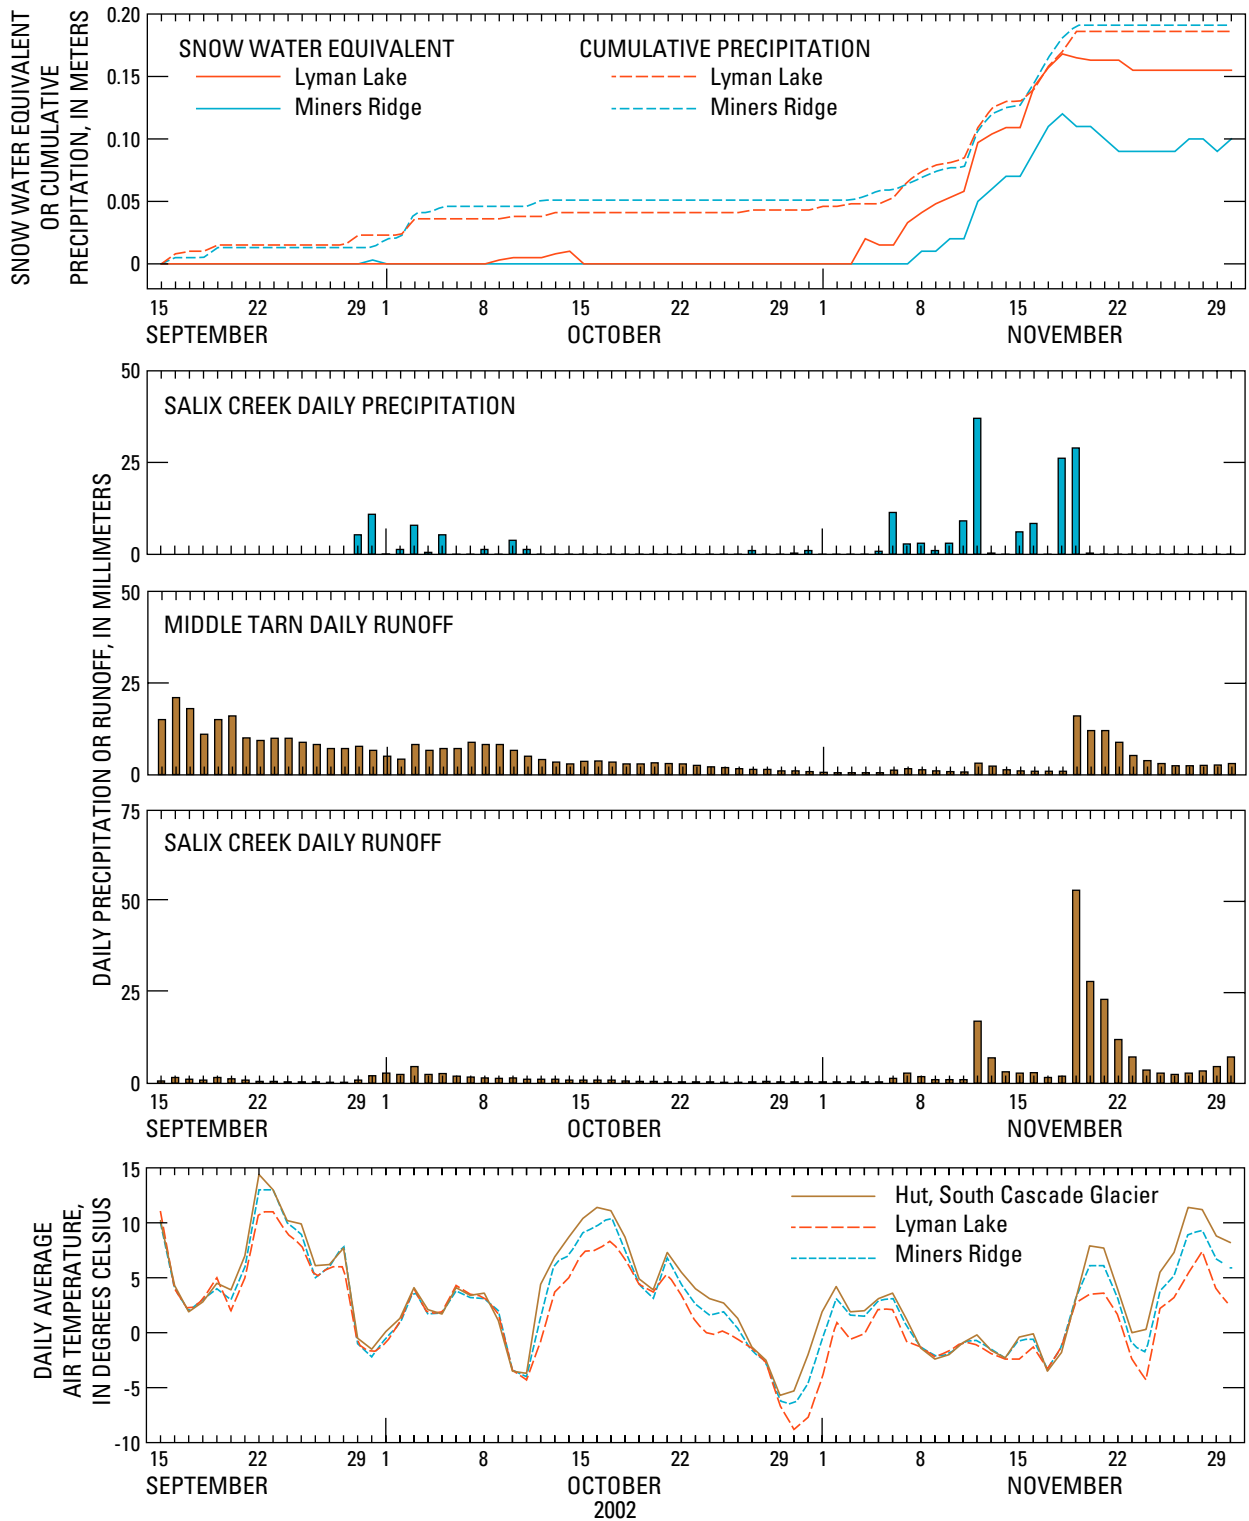 SNOW WATER EQUIVALENT
OR CUMULATIVE
PRECIPITATION, IN METERS
SNOW WATER EQUIVALENT
Lyman Lake
Miners Ridge
CUMULATIVE PRECIPITATION
Lyman Lake
Miners Ridge
0.20
0.15
0.10
0.05
0
15 22 29 1 8 15 22 29 1 8 15 22 29
SEPTEMBER OCTOBER NOVEMBER
DAILY PRECIPITATION OR RUNOFF, IN MILLIMETERS
50
SALIX CREEK DAILY PRECIPITATION
25
0
50
MIDDLE TARN DAILY RUNOFF
25
0
75
SALIX CREEK DAILY RUNOFF
50
25
0
15 22 29 1 8 15 22 29 1 8 15 22 29
SEPTEMBER OCTOBER NOVEMBER
DAILY AVERAGE
AIR TEMPERATURE,
IN DEGREES CELSIUS
15
10
5
0
-5
-10
Hut, South Cascade Glacier
Lyman Lake
Miners Ridge
15 22 29 1 8 15 22 29 1 8 15 22 29
SEPTEMBER OCTOBER NOVEMBER
2002